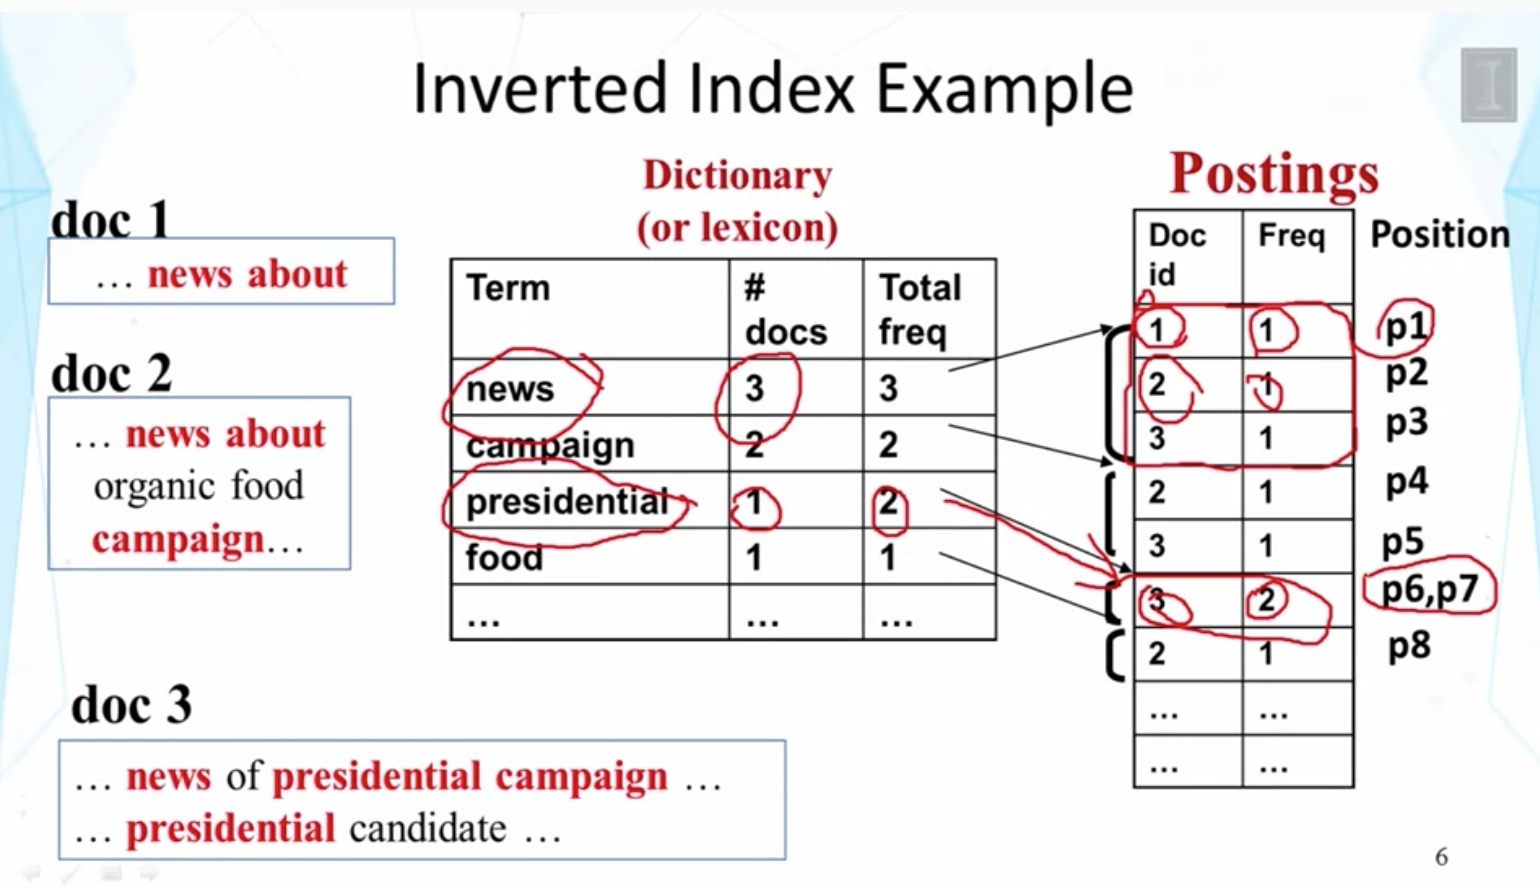 Inverted Index Example
doc 1
… news about
doc 2
… news about
organic food
campaign…
doc 3
… news of presidential campaign …
… presidential candidate …
Dictionary
(or lexicon)
Term # docs Total freq
news 3 3
campaign 2 2
presidential 1 2
food 1 1
… … …
Postings
Doc id Freq Position
1 1 p1
2 1 p2
3 1 p3
2 1 p4
3 1 p5
3 2 p6,p7
2 1 p8
… …
… …
6